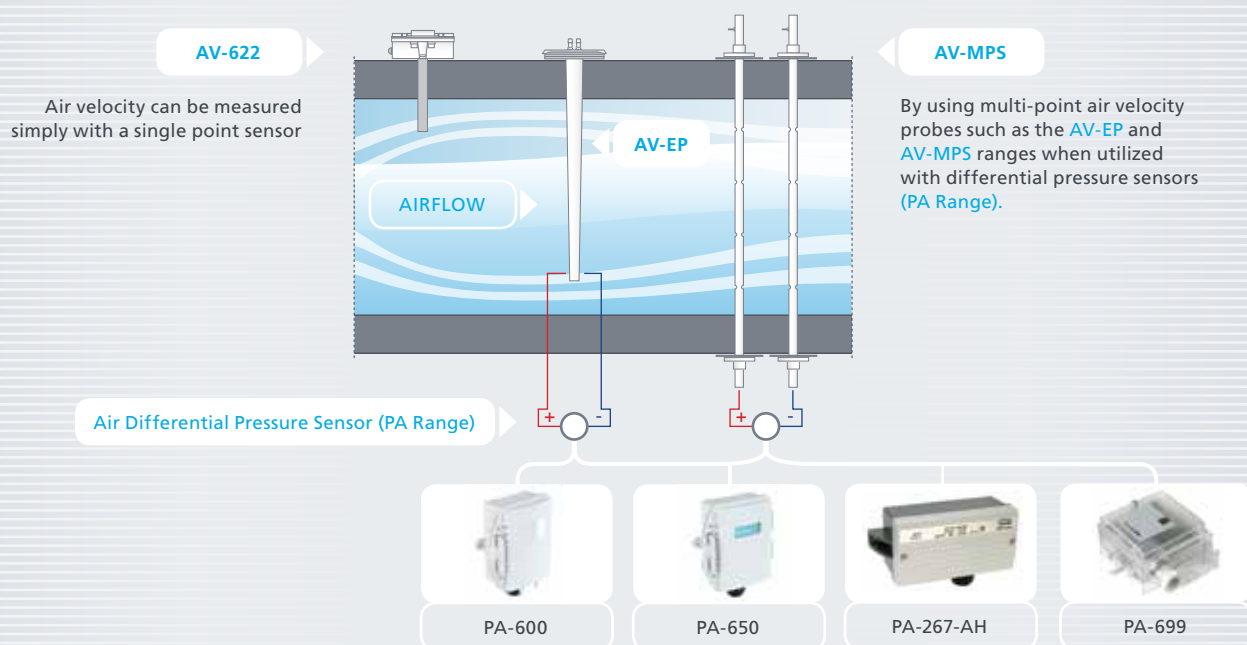 AV-622
Air velocity can be measured
simply with a single point sensor
AV-EP
AIRFLOW
AV-MPS
By using multi-point air velocity
probes such as the AV-EP and
AV-MPS ranges when utilized
with differential pressure sensors
(PA Range).
Air Differential Pressure Sensor (PA Range)
+ -
+ -
PA-600
PA-650
PA-267-AH
PA-699